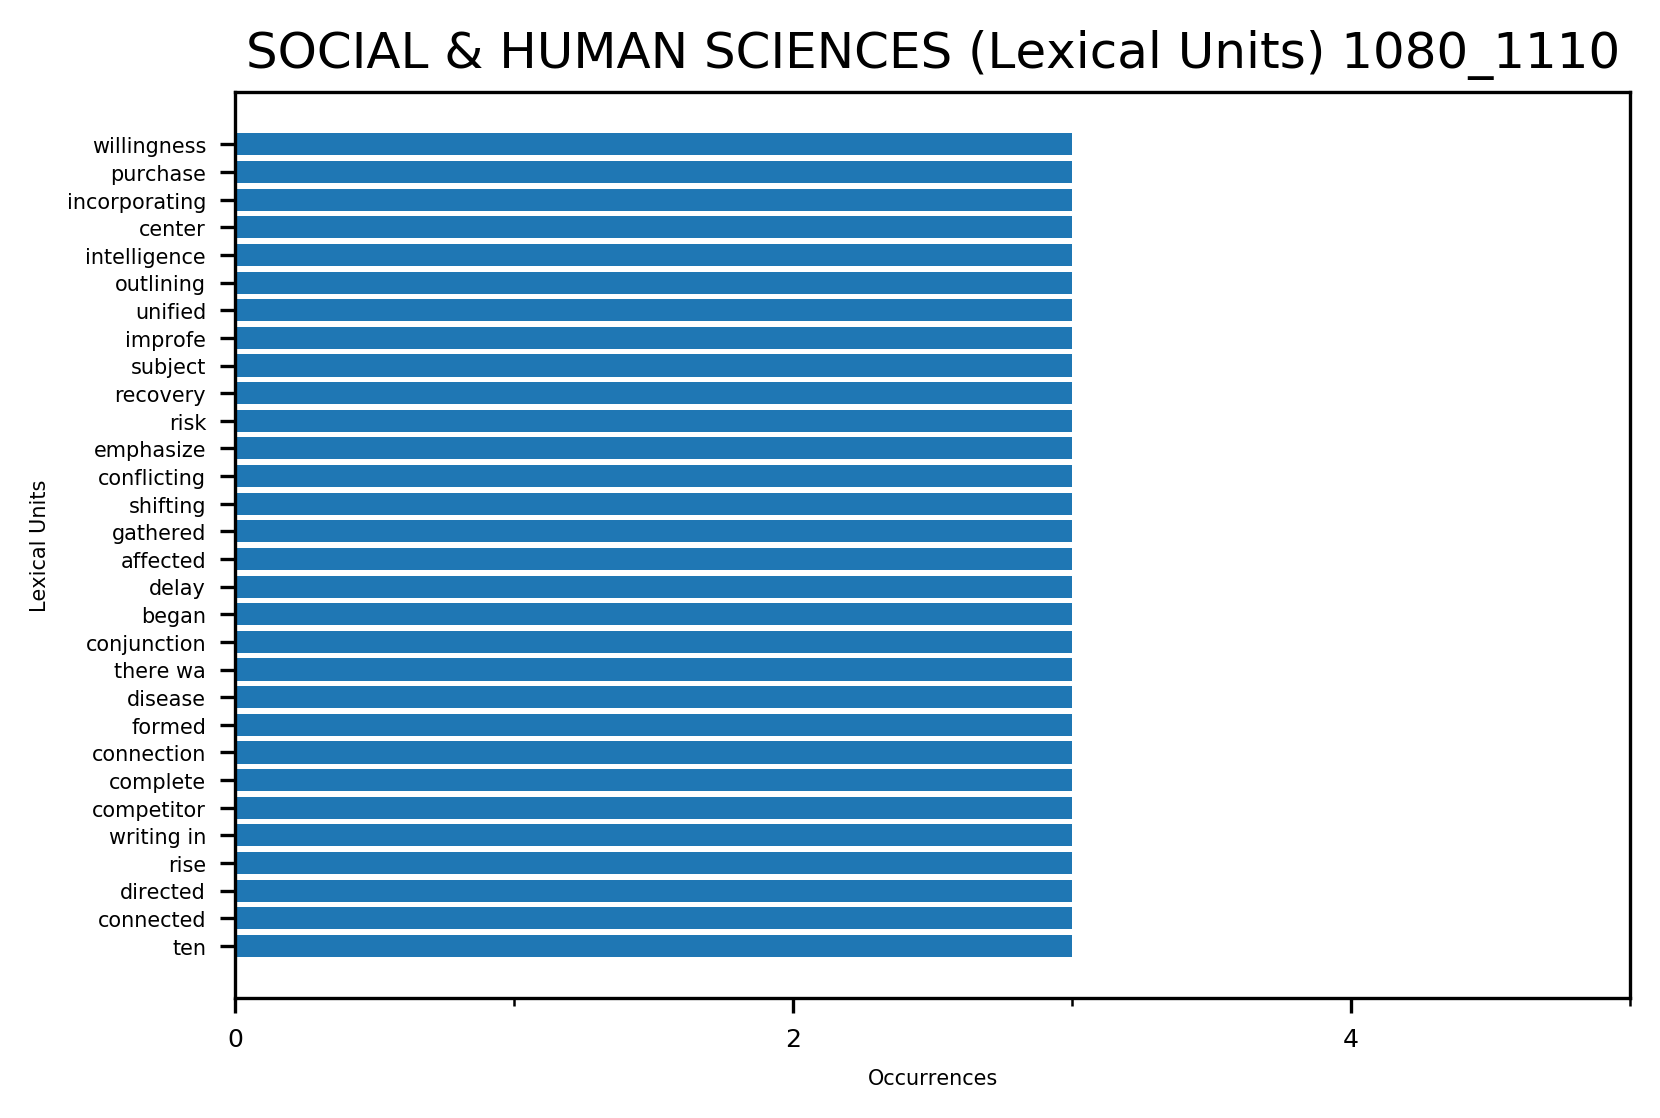 SOCIAL & HUMAN SCIENCES (Lexical Units) 1080_1110
willingness
purchase
incorporating
center
intelligence
outlining
unified
improfe
subject
recovery
risk
emphasize
conflicting
shifting
gathered
affected
delay
began
conjunction
there wa
disease
formed
connection
complete
competitor
writing in
rise
directed
connected
ten
Lexical Units
0 2 4
Occurrences